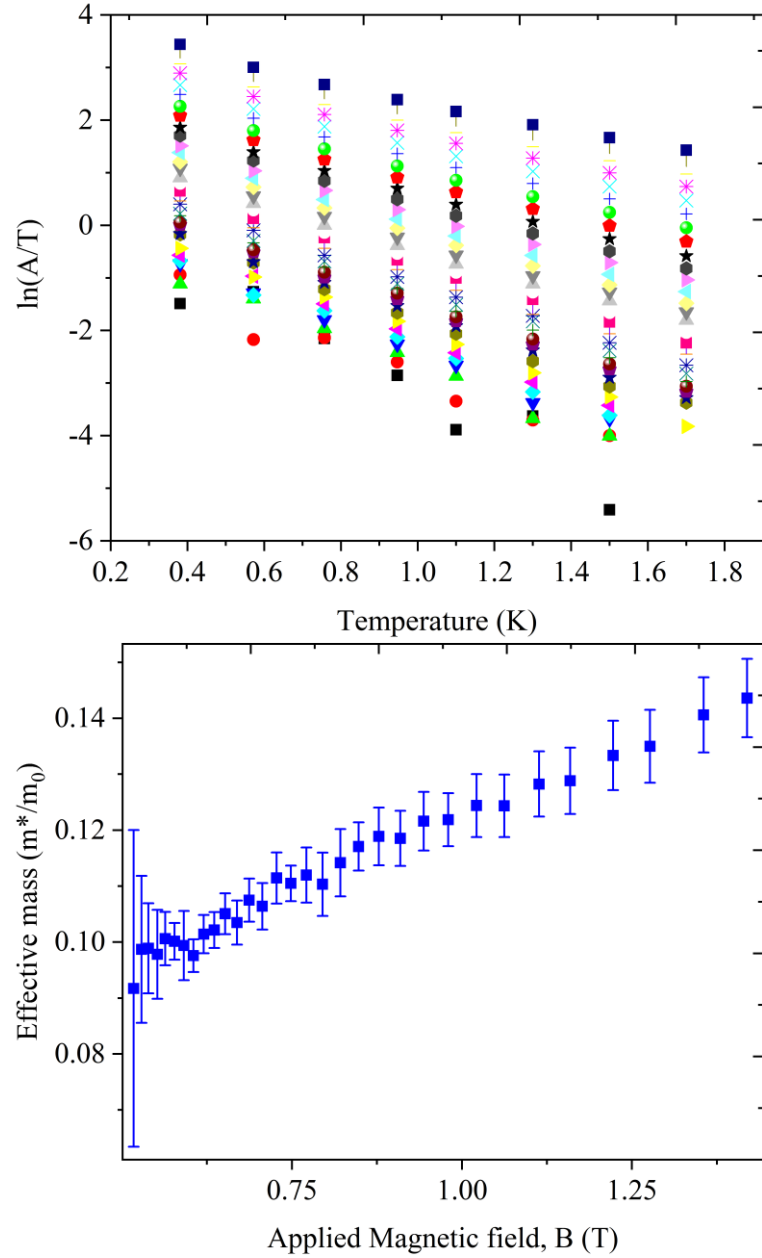 4
2
0
-2
-4
-6
ln(A/T)
0.2 0.4 0.6 0.8 1.0 1.2 1.4 1.6 1.8
Temperature (K)
0.14
0.12
0.10
0.08
Effective mass (m*/m₀)
0.75 1.00 1.25
Applied Magnetic field, B (T)